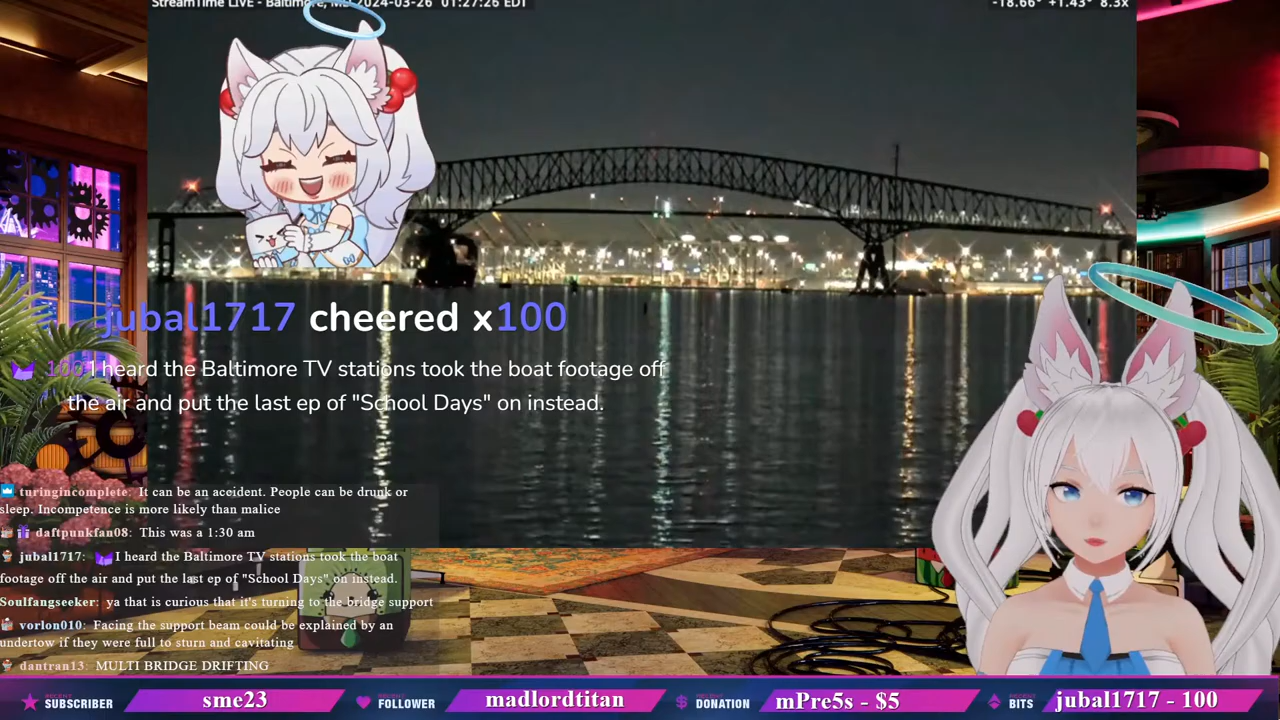 StreamTime LIVE - Baltimore, MD 2024-03-26 01:27:26 EDT
-18.66° +1.43° 8.3x
jubal1717 cheered x100
100 I heard the Baltimore TV stations took the boat footage off
the air and put the last ep of "School Days" on instead.
turingincomplete: It can be an accident. People can be drunk or
sleep. Incompetence is more likely than malice
daftpunkfan08: This was a 1:30 am
jubal1717: I heard the Baltimore TV stations took the boat
footage off the air and put the last ep of "School Days" on instead.
Soulfangseeker: ya that is curious that it's turning to the bridge support
vorlon010: Facing the support beam could be explained by an
undertow if they were full to sturn and cavitating
dantran13: MULTI BRIDGE DRIFTING
RECENT
SUBSCRIBER
sme23
RECENT
FOLLOWER
madlordtitan
RECENT
DONATION
mPre5s - $5
RECENT
BITS
jubal1717 - 100